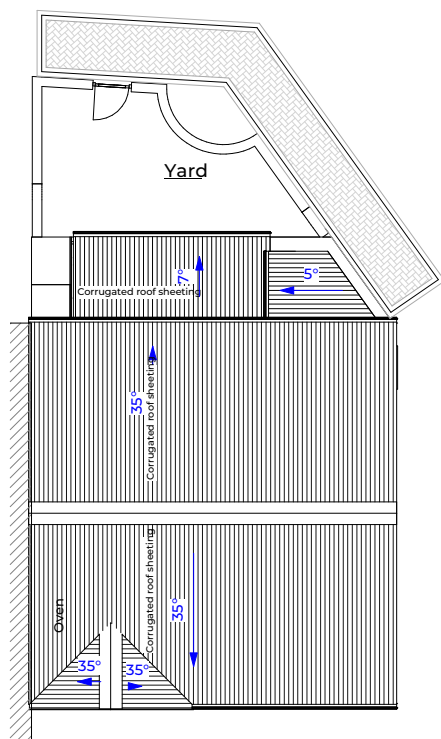 Yard
5°
7°
Corrugated roof sheeting
35°
Corrugated roof sheeting
Corrugated roof sheeting
35°
Oven
35°
35°